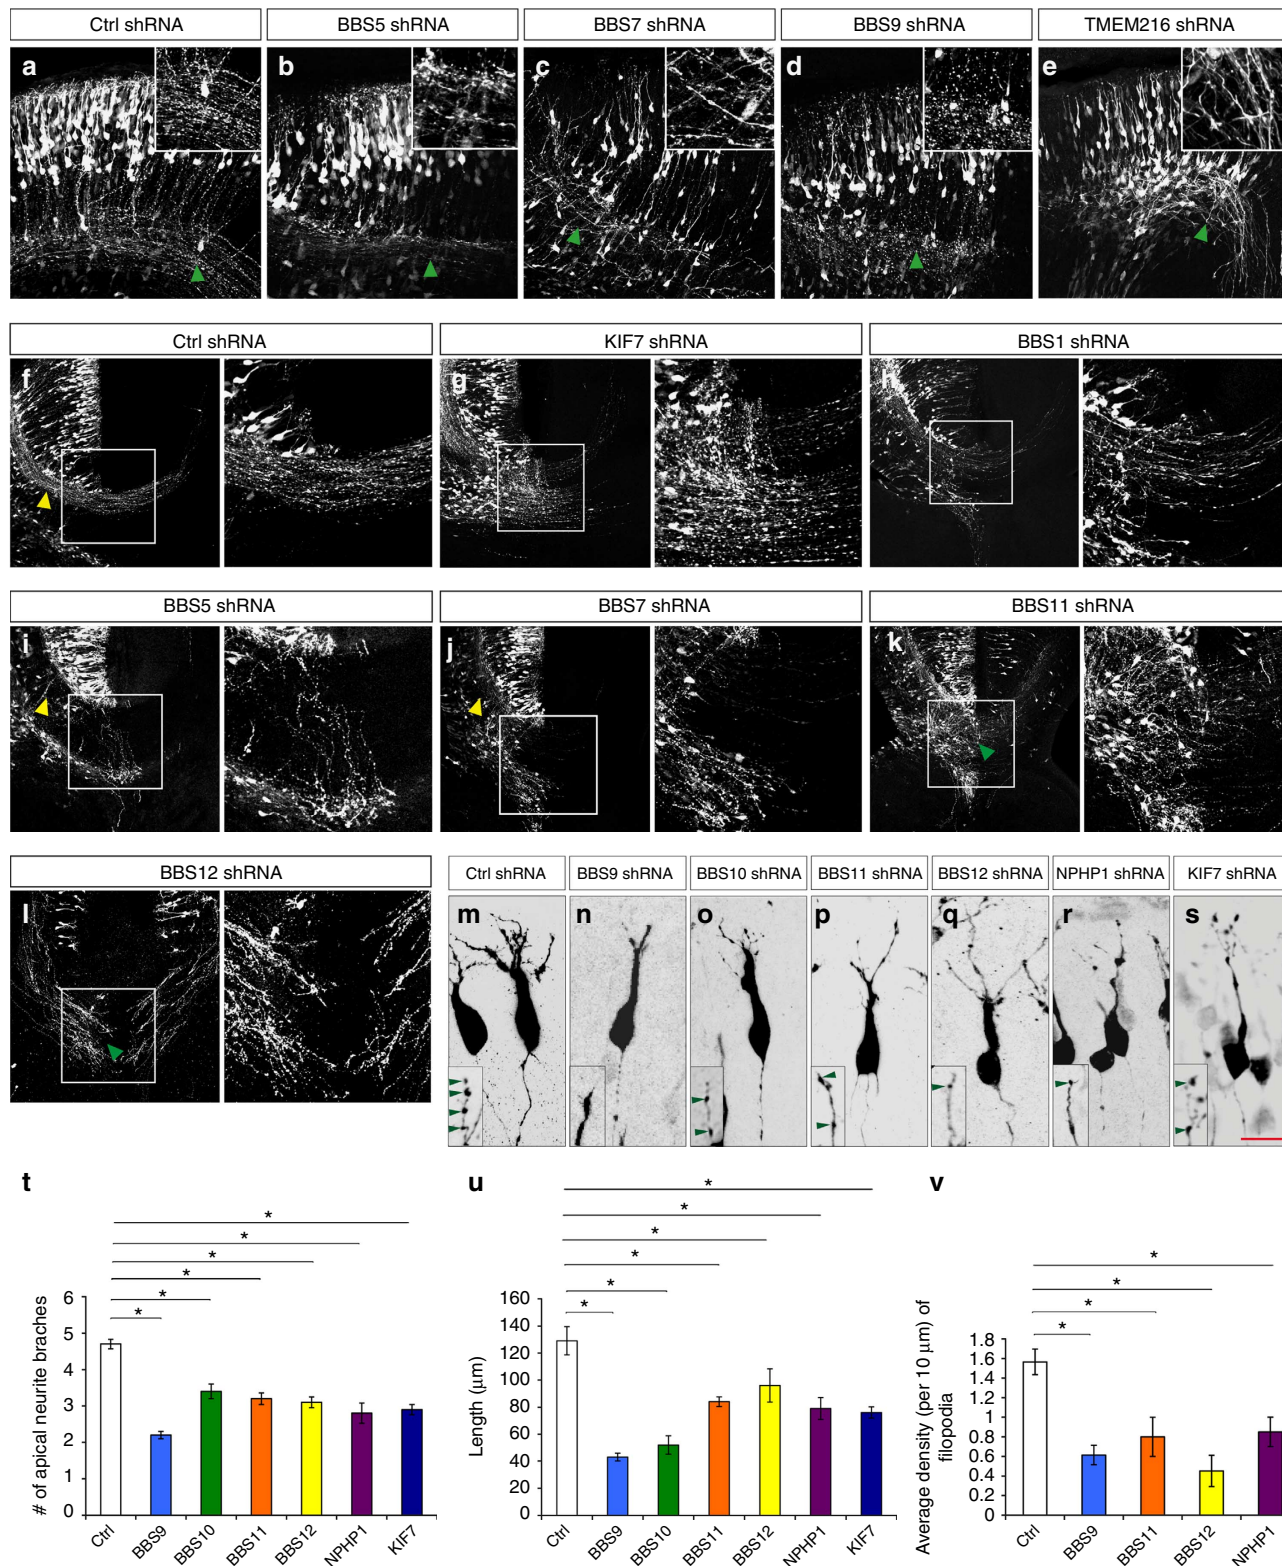 Ctrl shRNA
BBS5 shRNA
BBS7 shRNA
BBS9 shRNA
TMEM216 shRNA
a
b
c
d
e
Ctrl shRNA
KIF7 shRNA
BBS1 shRNA
f
g
h
BBS5 shRNA
BBS7 shRNA
BBS11 shRNA
i
j
k
BBS12 shRNA
l
Ctrl shRNA
BBS9 shRNA
BBS10 shRNA
BBS11 shRNA
BBS12 shRNA
NPHP1 shRNA
KIF7 shRNA
m
n
o
p
q
r
s
t
# of apical neurite braches
6
5
4
3
2
1
0
* * * * * *
Ctrl
BBS9
BBS10
BBS11
BBS12
NPHP1
KIF7
u
Length (μm)
160
140
120
100
80
60
40
20
0
* * * * * *
Ctrl
BBS9
BBS10
BBS11
BBS12
NPHP1
KIF7
v
Average density (per 10 μm) of
filopodia
1.8
1.6
1.4
1.2
1
0.8
0.6
0.4
0.2
0
* * * *
Ctrl
BBS9
BBS11
BBS12
NPHP1